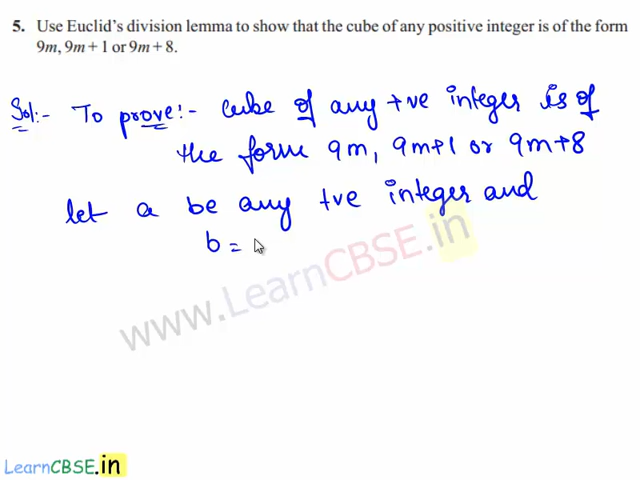 5. Use Euclid's division lemma to show that the cube of any positive integer is of the form
9m, 9m + 1 or 9m + 8.
Sol:- To prove:- Cube of any +ve integer is of
the form 9m, 9m+1 or 9m+8
let a be any +ve integer and
b =
www.LearnCBSE.in
LearnCBSE.in